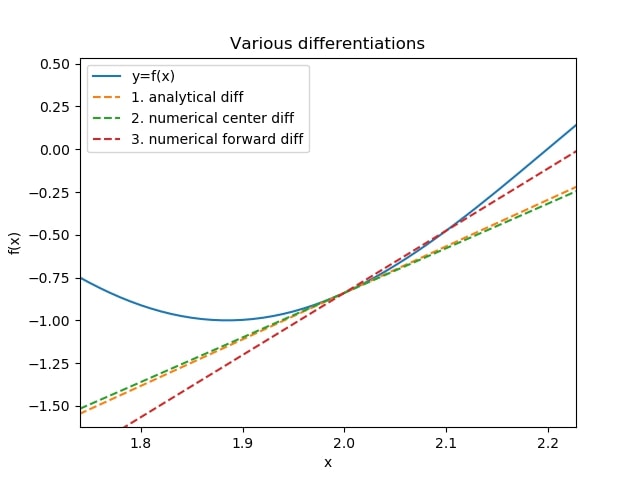 Various differentiations
y=f(x)
1. analytical diff
2. numerical center diff
3. numerical forward diff
f(x)
0.50
0.25
0.00
−0.25
−0.50
−0.75
−1.00
−1.25
−1.50
1.8 1.9 2.0 2.1 2.2
x